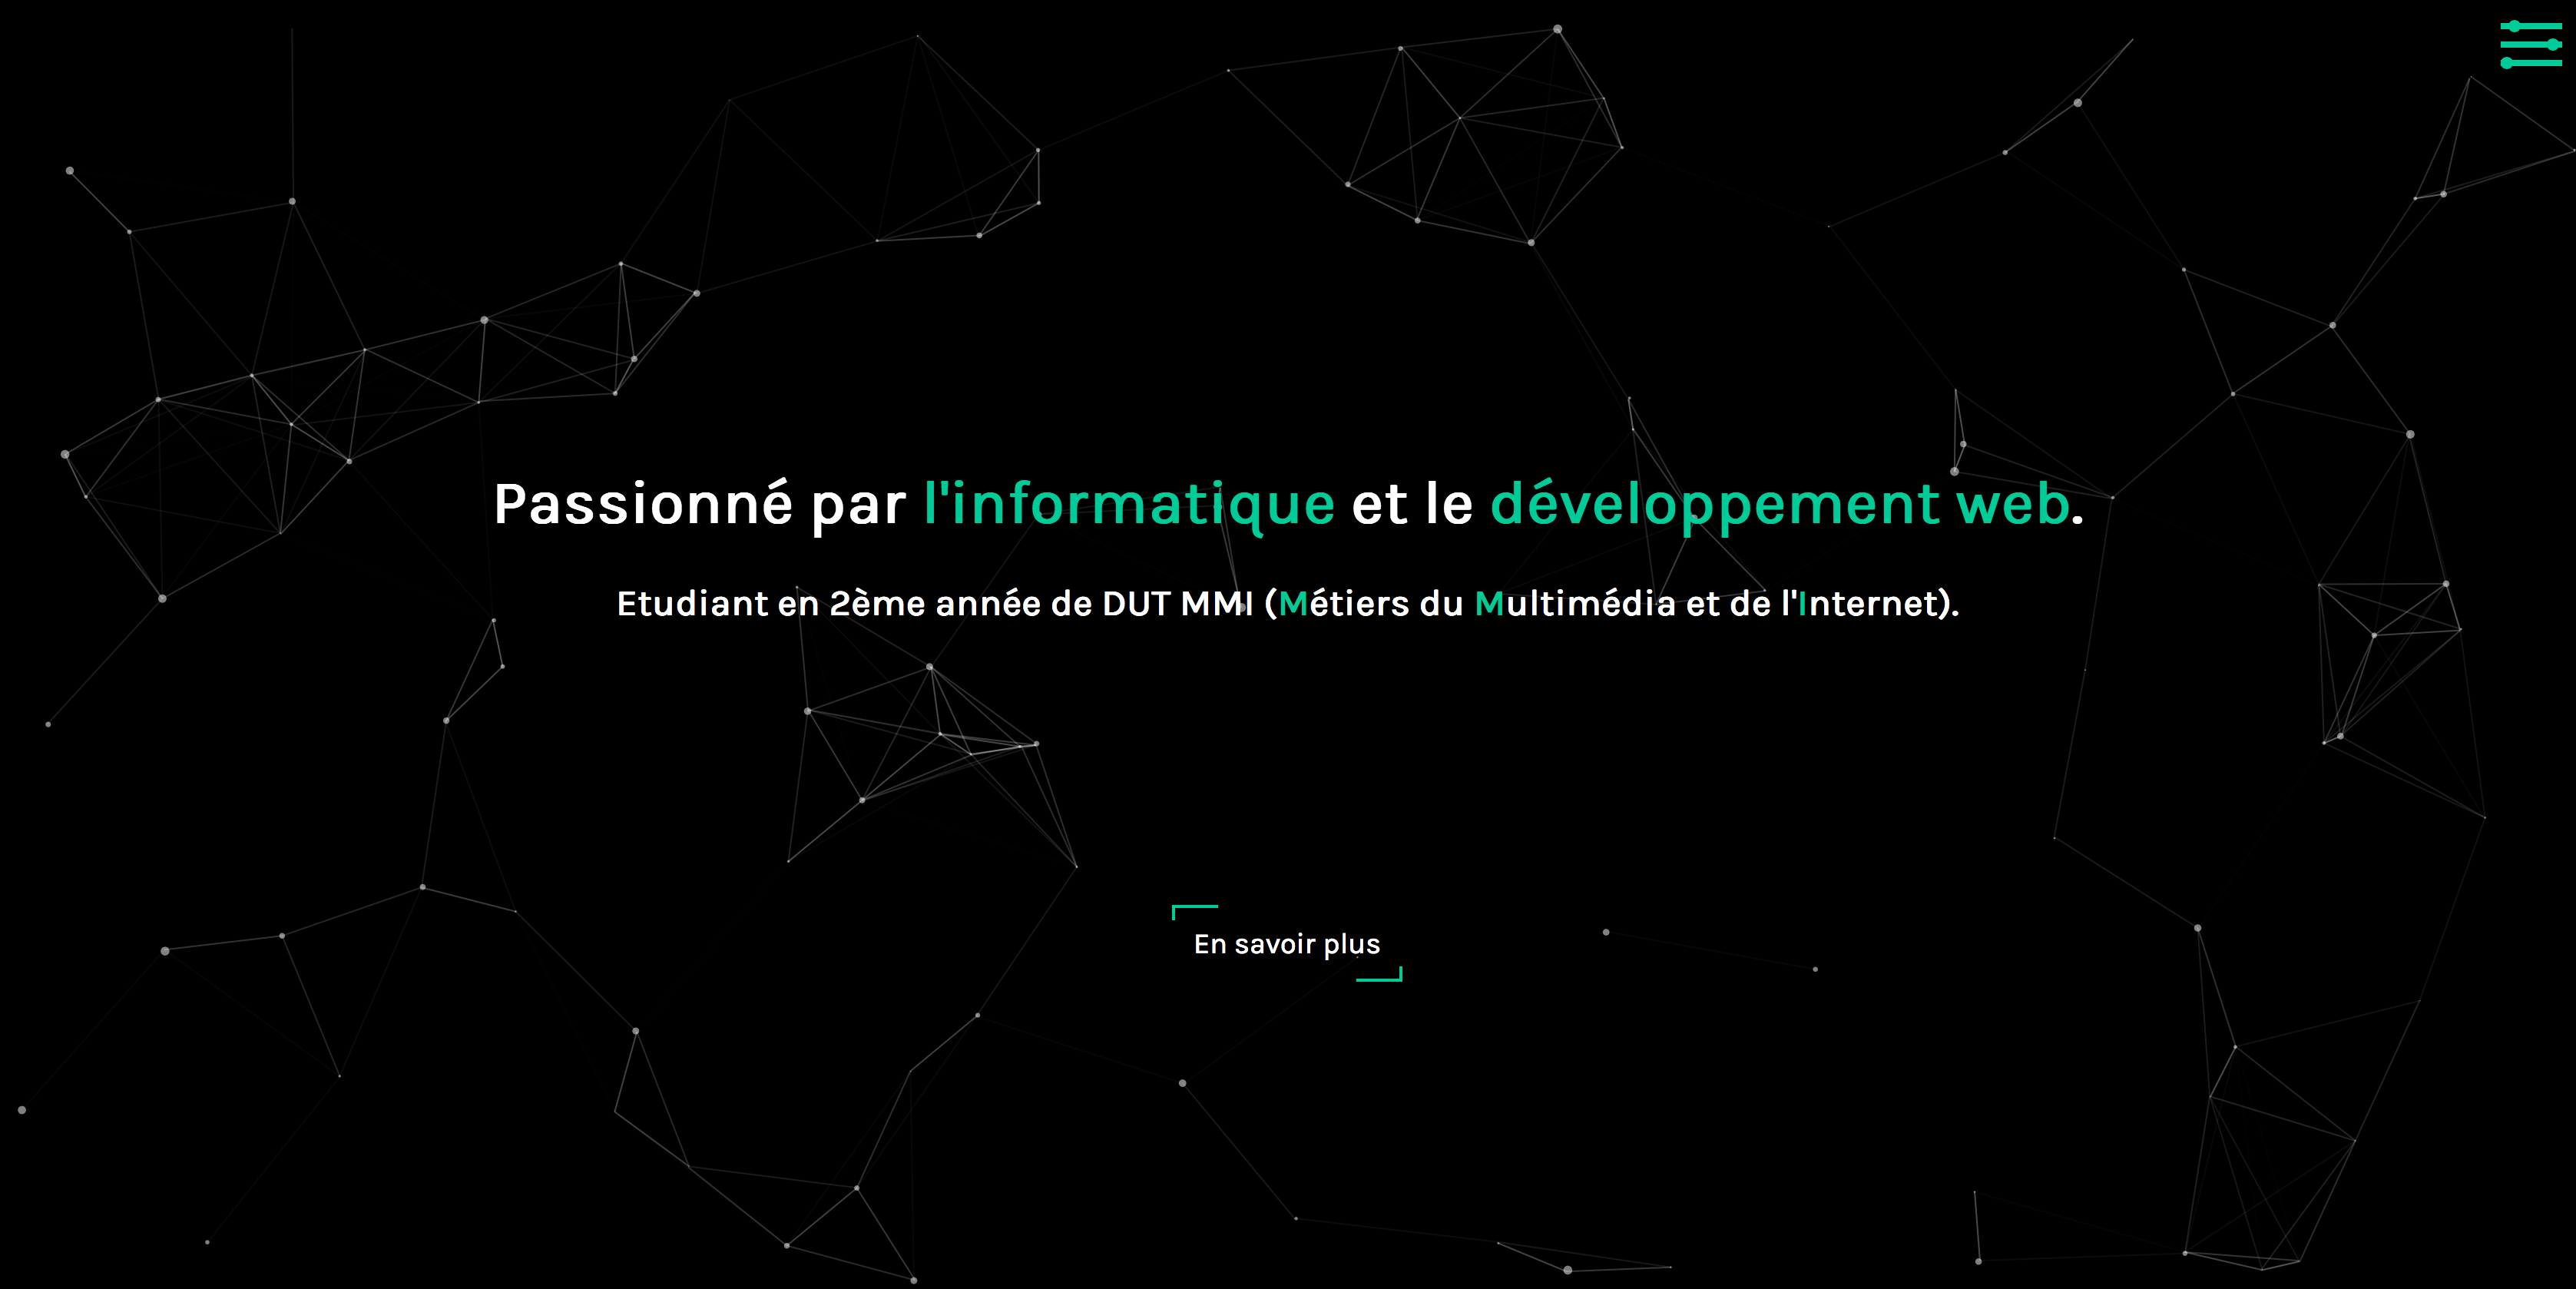 Passionné par l'informatique et le développement web.
Etudiant en 2ème année de DUT MMI (Métiers du Multimédia et de l'Internet).
En savoir plus